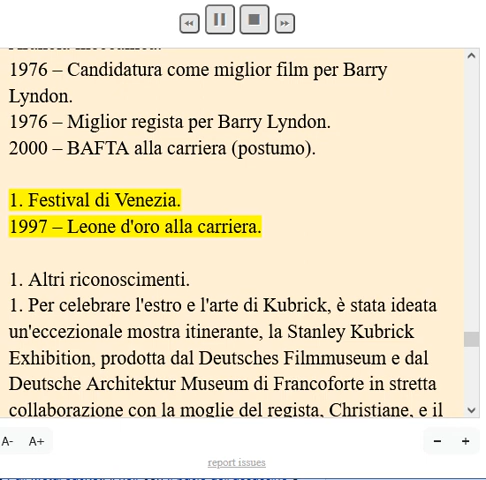 1976 – Candidatura come miglior film per Barry
Lyndon.
1976 – Miglior regista per Barry Lyndon.
2000 – BAFTA alla carriera (postumo).
1. Festival di Venezia.
1997 – Leone d'oro alla carriera.
1. Altri riconoscimenti.
1. Per celebrare l'estro e l'arte di Kubrick, è stata ideata
un'eccezionale mostra itinerante, la Stanley Kubrick
Exhibition, prodotta dal Deutsches Filmmuseum e dal
Deutsche Architektur Museum di Francoforte in stretta
collaborazione con la moglie del regista, Christiane, e il
A- A+ − +
report issues